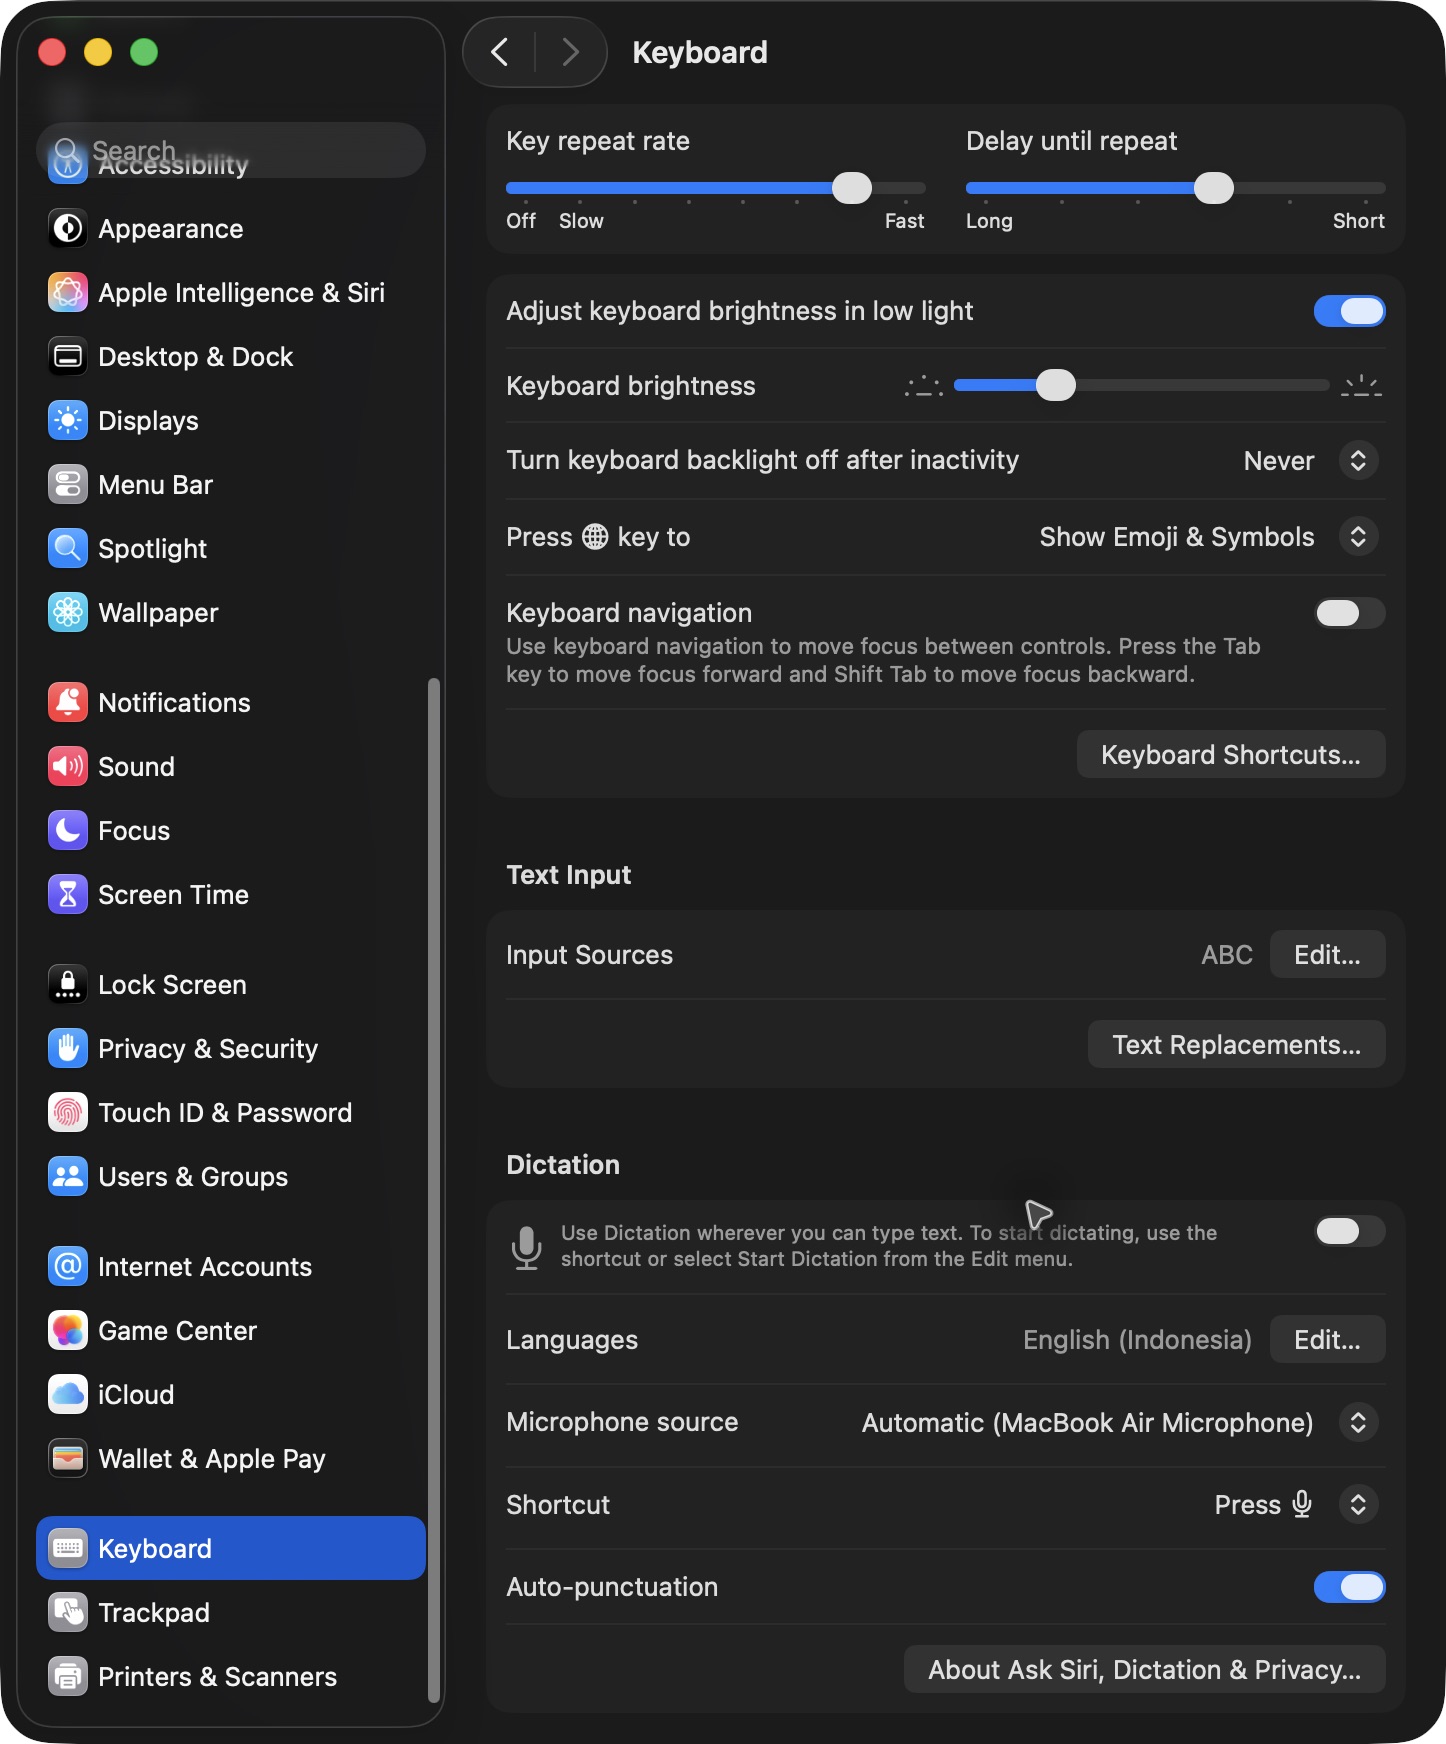 Keyboard
Search
Accessibility
Appearance
Apple Intelligence & Siri
Desktop & Dock
Displays
Menu Bar
Spotlight
Wallpaper
Notifications
Sound
Focus
Screen Time
Lock Screen
Privacy & Security
Touch ID & Password
Users & Groups
Internet Accounts
Game Center
iCloud
Wallet & Apple Pay
Keyboard
Trackpad
Printers & Scanners
Key repeat rate
Off Slow Fast
Delay until repeat
Long Short
Adjust keyboard brightness in low light
Keyboard brightness
Turn keyboard backlight off after inactivity Never
Press key to Show Emoji & Symbols
Keyboard navigation
Use keyboard navigation to move focus between controls. Press the Tab
key to move focus forward and Shift Tab to move focus backward.
Keyboard Shortcuts...
Text Input
Input Sources ABC Edit...
Text Replacements...
Dictation
Use Dictation wherever you can type text. To start dictating, use the
shortcut or select Start Dictation from the Edit menu.
Languages English (Indonesia) Edit...
Microphone source Automatic (MacBook Air Microphone)
Shortcut Press
Auto-punctuation
About Ask Siri, Dictation & Privacy...